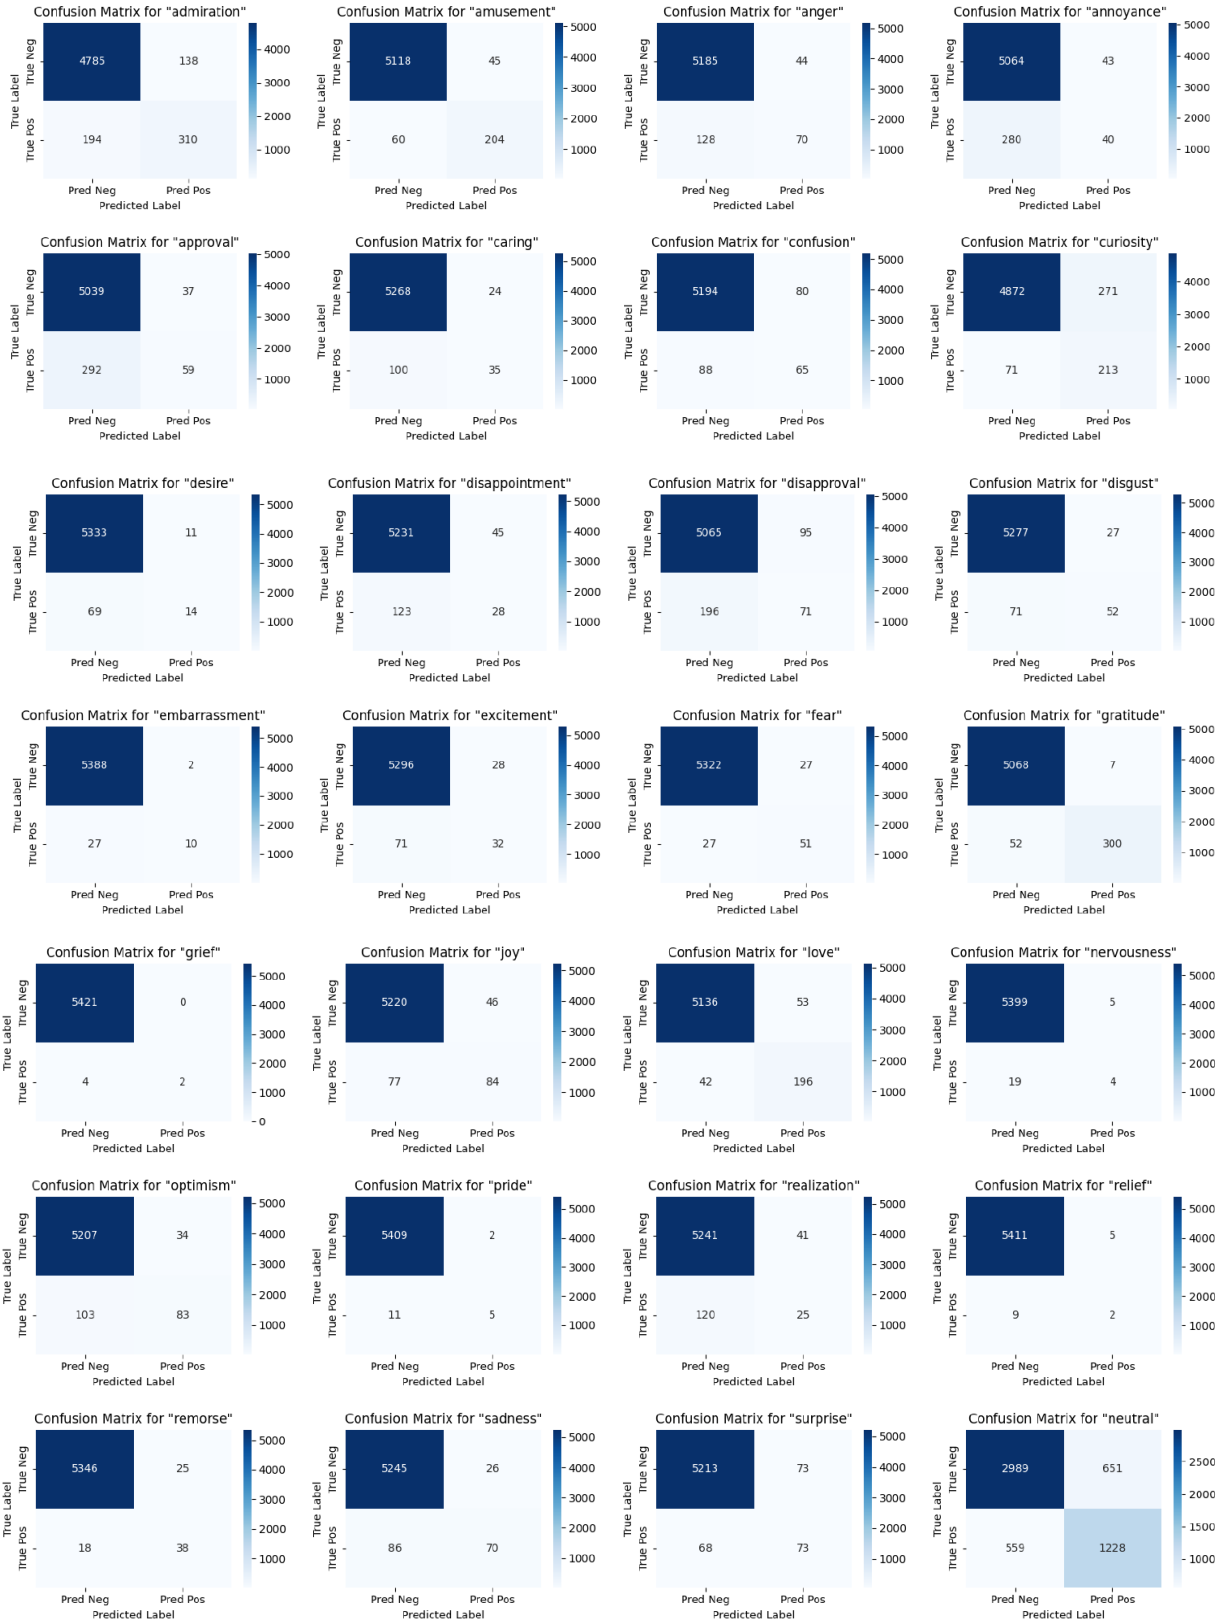 Confusion Matrix for "admiration"
True Label
True Neg
True Pos
4785
138
194
310
Pred Neg
Pred Pos
Predicted Label
4000
3000
2000
1000
Confusion Matrix for "amusement"
True Label
True Neg
True Pos
5118
45
60
204
Pred Neg
Pred Pos
Predicted Label
5000
4000
3000
2000
1000
Confusion Matrix for "anger"
True Label
True Neg
True Pos
5185
44
128
70
Pred Neg
Pred Pos
Predicted Label
5000
4000
3000
2000
1000
Confusion Matrix for "annoyance"
True Label
True Neg
True Pos
5064
43
280
40
Pred Neg
Pred Pos
Predicted Label
5000
4000
3000
2000
1000
Confusion Matrix for "approval"
True Label
True Neg
True Pos
5039
37
292
59
Pred Neg
Pred Pos
Predicted Label
5000
4000
3000
2000
1000
Confusion Matrix for "caring"
True Label
True Neg
True Pos
5268
24
100
35
Pred Neg
Pred Pos
Predicted Label
5000
4000
3000
2000
1000
Confusion Matrix for "confusion"
True Label
True Neg
True Pos
5194
80
88
65
Pred Neg
Pred Pos
Predicted Label
5000
4000
3000
2000
1000
Confusion Matrix for "curiosity"
True Label
True Neg
True Pos
4872
271
71
213
Pred Neg
Pred Pos
Predicted Label
4000
3000
2000
1000
Confusion Matrix for "desire"
True Label
True Neg
True Pos
5333
11
69
14
Pred Neg
Pred Pos
Predicted Label
5000
4000
3000
2000
1000
Confusion Matrix for "disappointment"
True Label
True Neg
True Pos
5231
45
123
28
Pred Neg
Pred Pos
Predicted Label
5000
4000
3000
2000
1000
Confusion Matrix for "disapproval"
True Label
True Neg
True Pos
5065
95
196
71
Pred Neg
Pred Pos
Predicted Label
5000
4000
3000
2000
1000
Confusion Matrix for "disgust"
True Label
True Neg
True Pos
5277
27
71
52
Pred Neg
Pred Pos
Predicted Label
5000
4000
3000
2000
1000
Confusion Matrix for "embarrassment"
True Label
True Neg
True Pos
5388
2
27
10
Pred Neg
Pred Pos
Predicted Label
5000
4000
3000
2000
1000
Confusion Matrix for "excitement"
True Label
True Neg
True Pos
5296
28
71
32
Pred Neg
Pred Pos
Predicted Label
5000
4000
3000
2000
1000
Confusion Matrix for "fear"
True Label
True Neg
True Pos
5322
27
27
51
Pred Neg
Pred Pos
Predicted Label
5000
4000
3000
2000
1000
Confusion Matrix for "gratitude"
True Label
True Neg
True Pos
5068
7
52
300
Pred Neg
Pred Pos
Predicted Label
5000
4000
3000
2000
1000
Confusion Matrix for "grief"
True Label
True Neg
True Pos
5421
0
4
2
Pred Neg
Pred Pos
Predicted Label
5000
4000
3000
2000
1000
0
Confusion Matrix for "joy"
True Label
True Neg
True Pos
5220
46
77
84
Pred Neg
Pred Pos
Predicted Label
5000
4000
3000
2000
1000
Confusion Matrix for "love"
True Label
True Neg
True Pos
5136
53
42
196
Pred Neg
Pred Pos
Predicted Label
5000
4000
3000
2000
1000
Confusion Matrix for "nervousness"
True Label
True Neg
True Pos
5399
5
19
4
Pred Neg
Pred Pos
Predicted Label
5000
4000
3000
2000
1000
Confusion Matrix for "optimism"
True Label
True Neg
True Pos
5207
34
103
83
Pred Neg
Pred Pos
Predicted Label
5000
4000
3000
2000
1000
Confusion Matrix for "pride"
True Label
True Neg
True Pos
5409
2
11
5
Pred Neg
Pred Pos
Predicted Label
5000
4000
3000
2000
1000
Confusion Matrix for "realization"
True Label
True Neg
True Pos
5241
41
120
25
Pred Neg
Pred Pos
Predicted Label
5000
4000
3000
2000
1000
Confusion Matrix for "relief"
True Label
True Neg
True Pos
5411
5
9
2
Pred Neg
Pred Pos
Predicted Label
5000
4000
3000
2000
1000
Confusion Matrix for "remorse"
True Label
True Neg
True Pos
5346
25
18
38
Pred Neg
Pred Pos
Predicted Label
5000
4000
3000
2000
1000
Confusion Matrix for "sadness"
True Label
True Neg
True Pos
5245
26
86
70
Pred Neg
Pred Pos
Predicted Label
5000
4000
3000
2000
1000
Confusion Matrix for "surprise"
True Label
True Neg
True Pos
5213
73
68
73
Pred Neg
Pred Pos
Predicted Label
5000
4000
3000
2000
1000
Confusion Matrix for "neutral"
True Label
True Neg
True Pos
2989
651
559
1228
Pred Neg
Pred Pos
Predicted Label
2500
2000
1500
1000